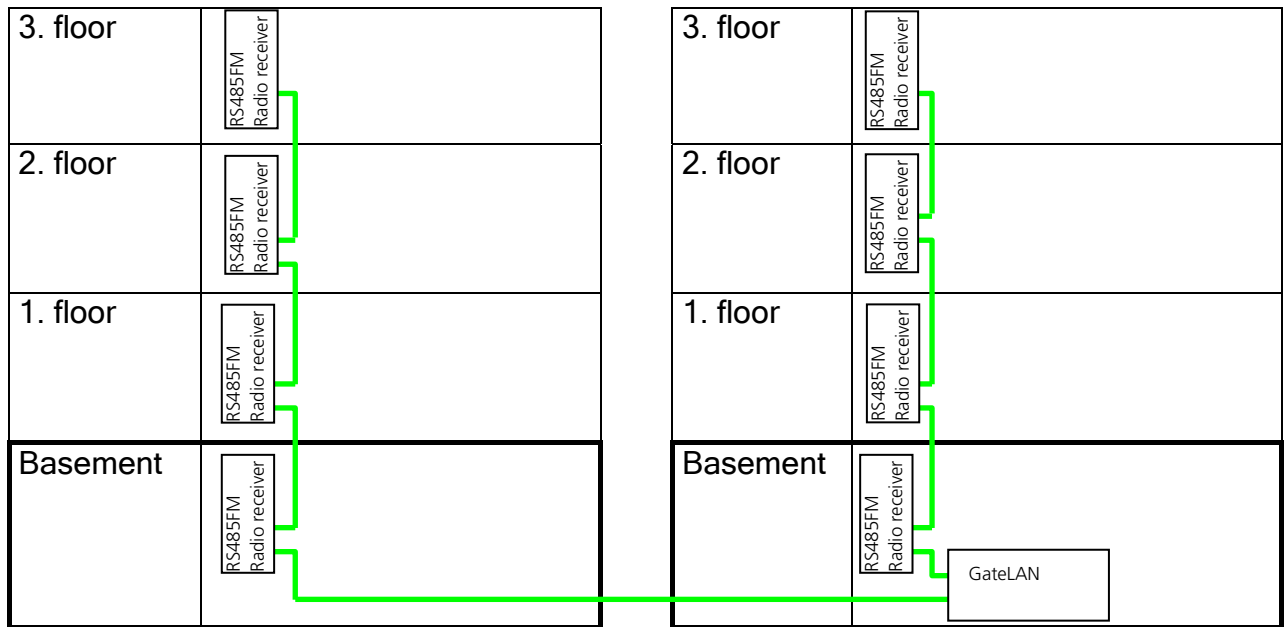 3. floor
RS485FM
Radio receiver
3. floor
RS485FM
Radio receiver
2. floor
RS485FM
Radio receiver
2. floor
RS485FM
Radio receiver
1. floor
RS485FM
Radio receiver
1. floor
RS485FM
Radio receiver
Basement
RS485FM
Radio receiver
Basement
RS485FM
Radio receiver
GateLAN